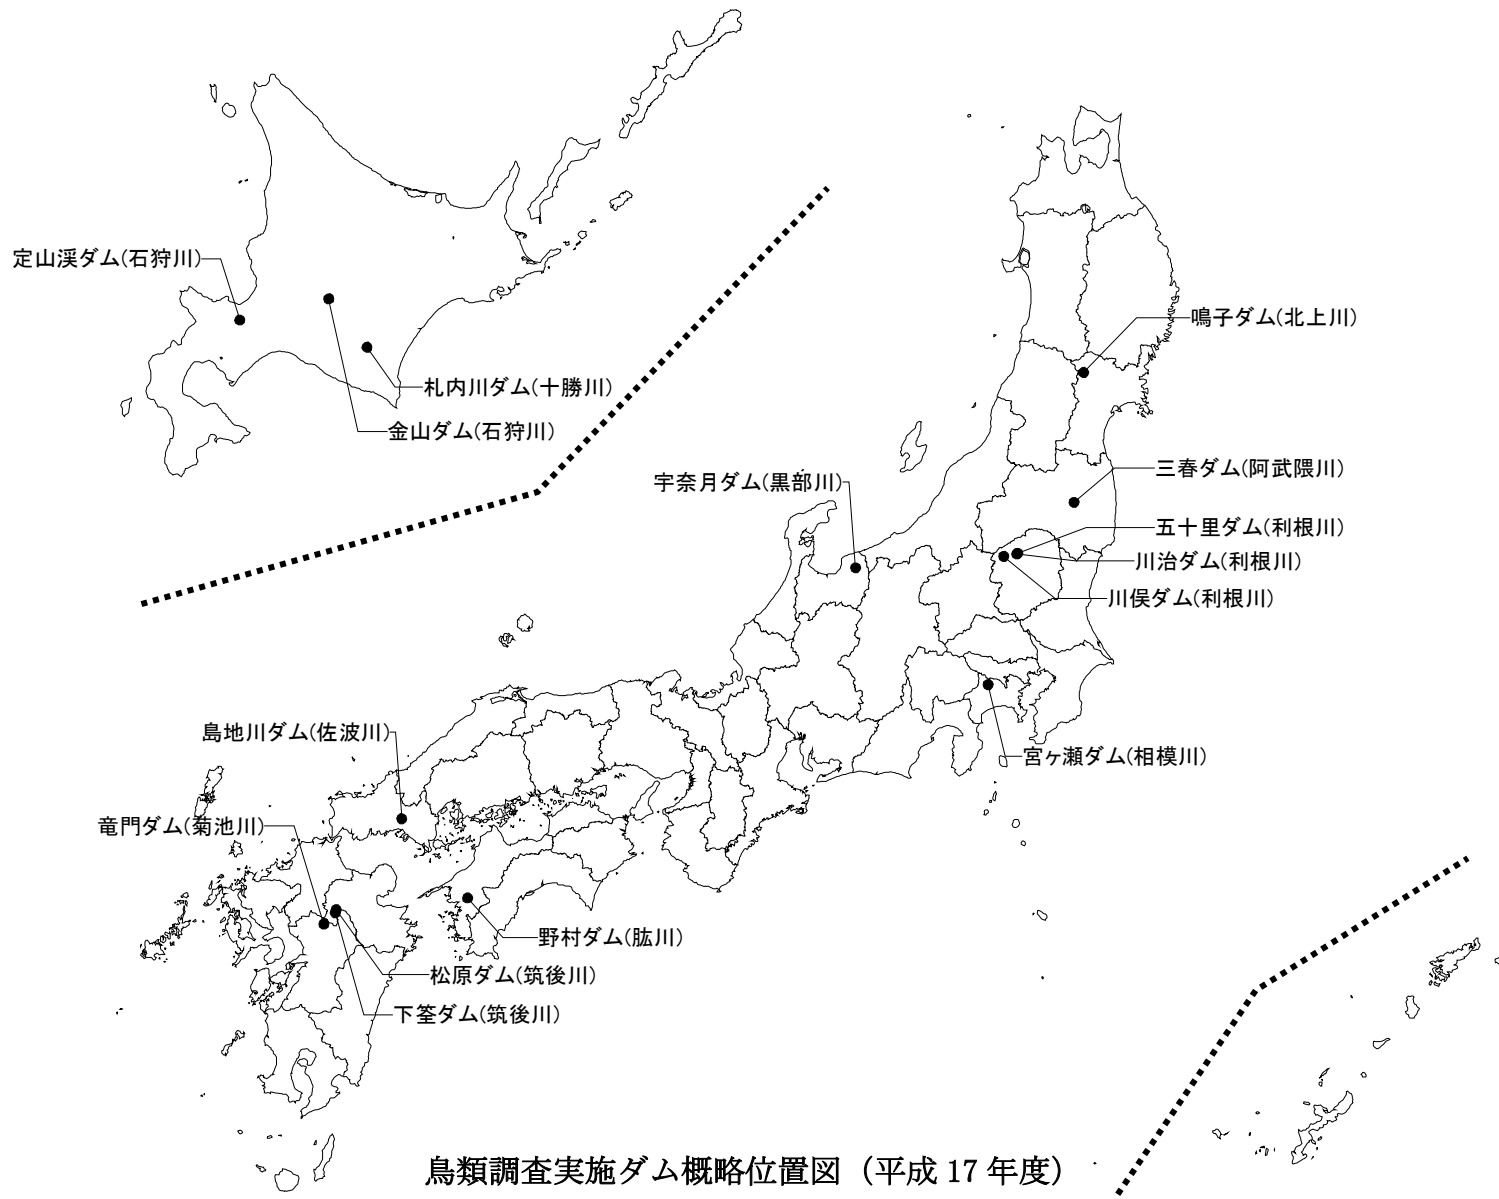 定山渓ダム(石狩川)
鳴子ダム(北上川)
札内川ダム(十勝川)
金山ダム(石狩川)
三春ダム(阿武隈川)
宇奈月ダム(黒部川)
五十里ダム(利根川)
川治ダム(利根川)
川俣ダム(利根川)
島地川ダム(佐波川)
宮ヶ瀬ダム(相模川)
竜門ダム(菊池川)
野村ダム(肱川)
松原ダム(筑後川)
下筌ダム(筑後川)
鳥類調査実施ダム概略位置図（平成 17 年度）